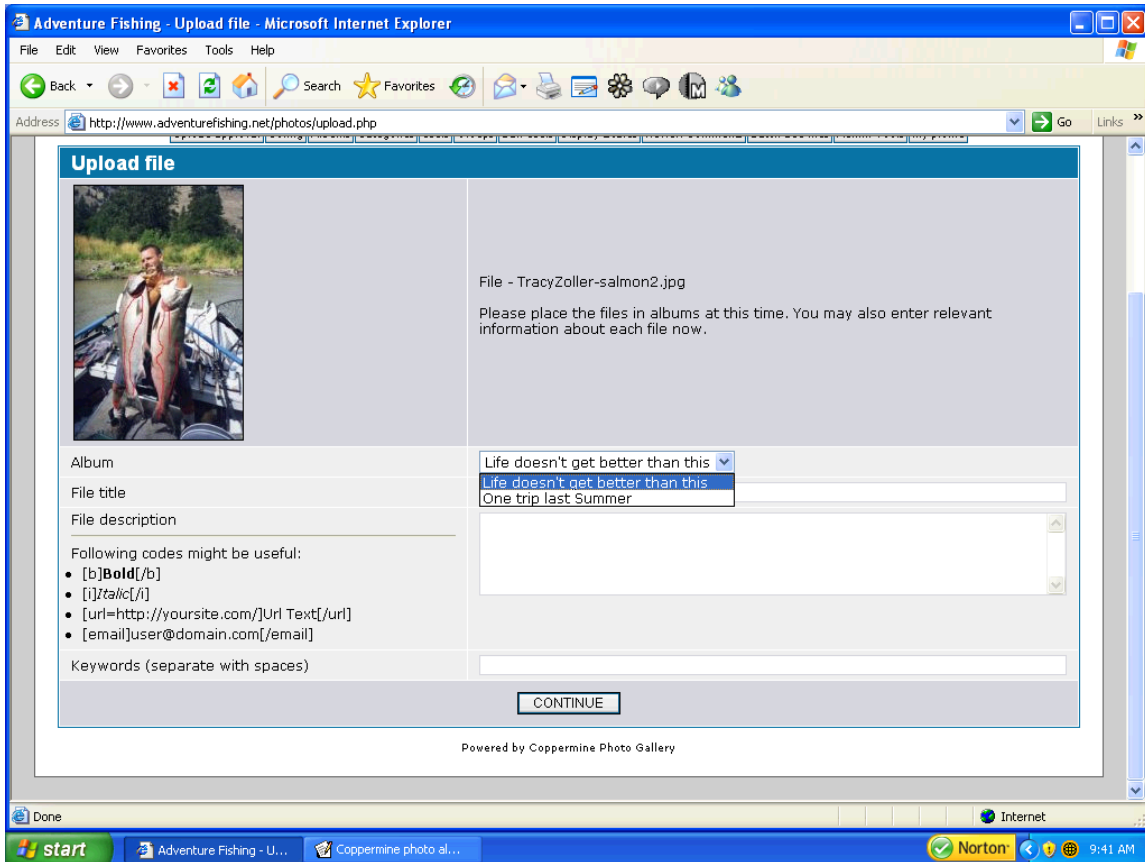 Adventure Fishing - Upload file - Microsoft Internet Explorer
File Edit View Favorites Tools Help
Back Search Favorites
Address http://www.adventurefishing.net/photos/upload.php Go Links »
Upload file
File - TracyZoller-salmon2.jpg
Please place the files in albums at this time. You may also enter relevant
information about each file now.
Album Life doesn't get better than this
Life doesn't get better than this
One trip last Summer
File title
File description
Following codes might be useful:
• [b]Bold[/b]
• [i]Italic[/i]
• [url=http://yoursite.com/]Url Text[/url]
• [email]user@domain.com[/email]
Keywords (separate with spaces)
CONTINUE
Powered by Coppermine Photo Gallery
Done Internet
start Adventure Fishing - U... Coppermine photo al... Norton 9:41 AM